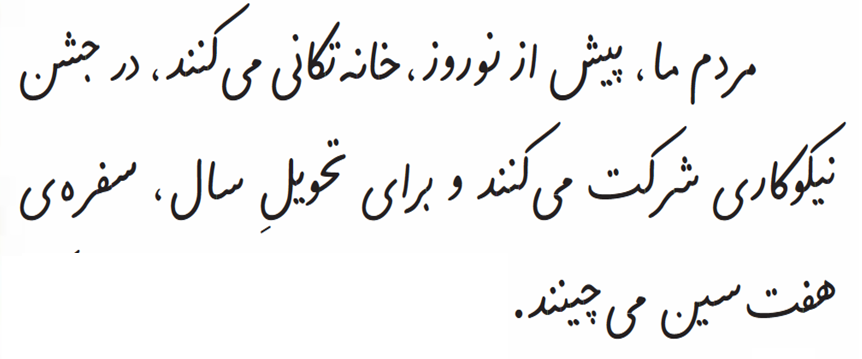 مردم ما، پیش از نوروز، خانه‌تکانی می‌کنند، در جشن
نیکوکاری شرکت می‌کنند و برای تحویلِ سال، سفره‌ی
هفت سین می‌چینند.